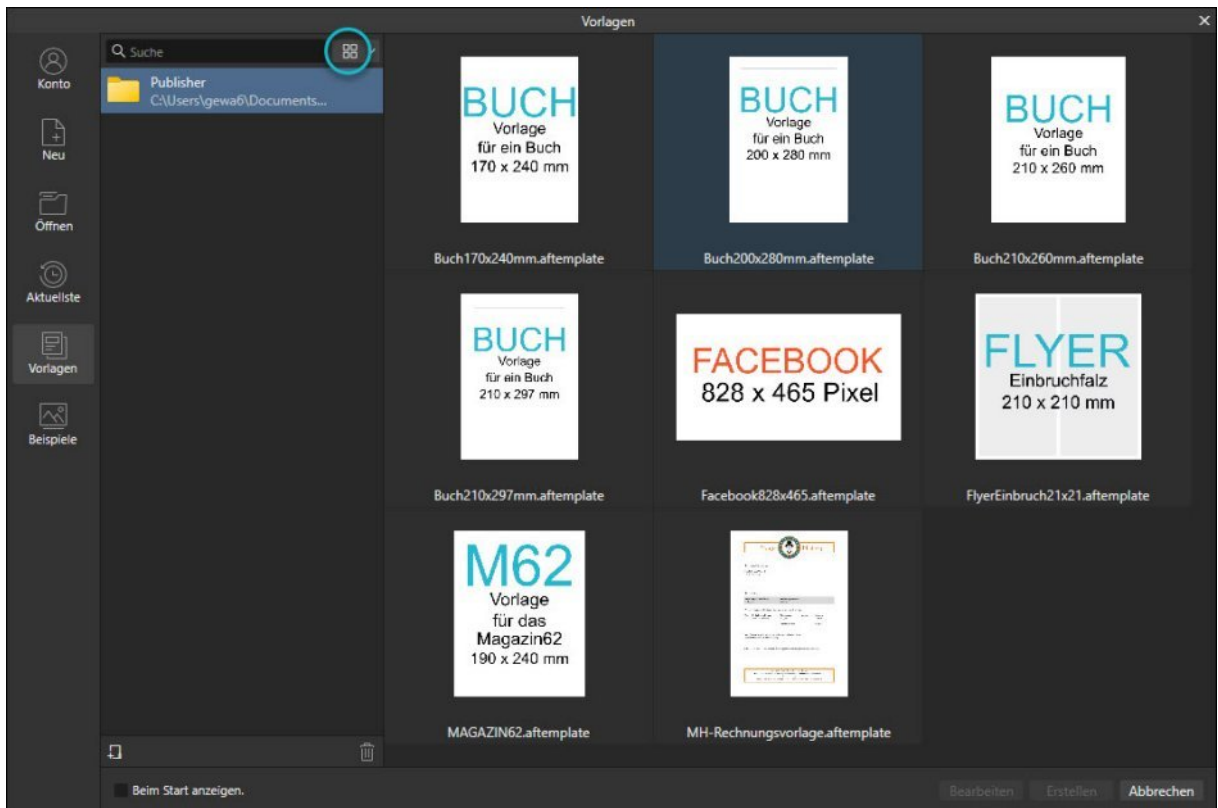 Vorlagen
Konto
Neu
Öffnen
Aktuellste
Vorlagen
Beispiele
Suche
Publisher
C:\Users\gewa6\Documents...
BUCH
Vorlage
für ein Buch
170 x 240 mm
Buch170x240mm.aftemplate
BUCH
Vorlage
für ein Buch
200 x 280 mm
Buch200x280mm.aftemplate
BUCH
Vorlage
für ein Buch
210 x 260 mm
Buch210x260mm.aftemplate
BUCH
Vorlage
für ein Buch
210 x 297 mm
Buch210x297mm.aftemplate
FACEBOOK
828 x 465 Pixel
Facebook828x465.aftemplate
FLYER
Einbruchfalz
210 x 210 mm
FlyerEinbruch21x21.aftemplate
M62
Vorlage
für das
Magazin62
190 x 240 mm
MAGAZIN62.aftemplate
MH-Rechnungsvorlage.aftemplate
Beim Start anzeigen.
Bearbeiten
Erstellen
Abbrechen